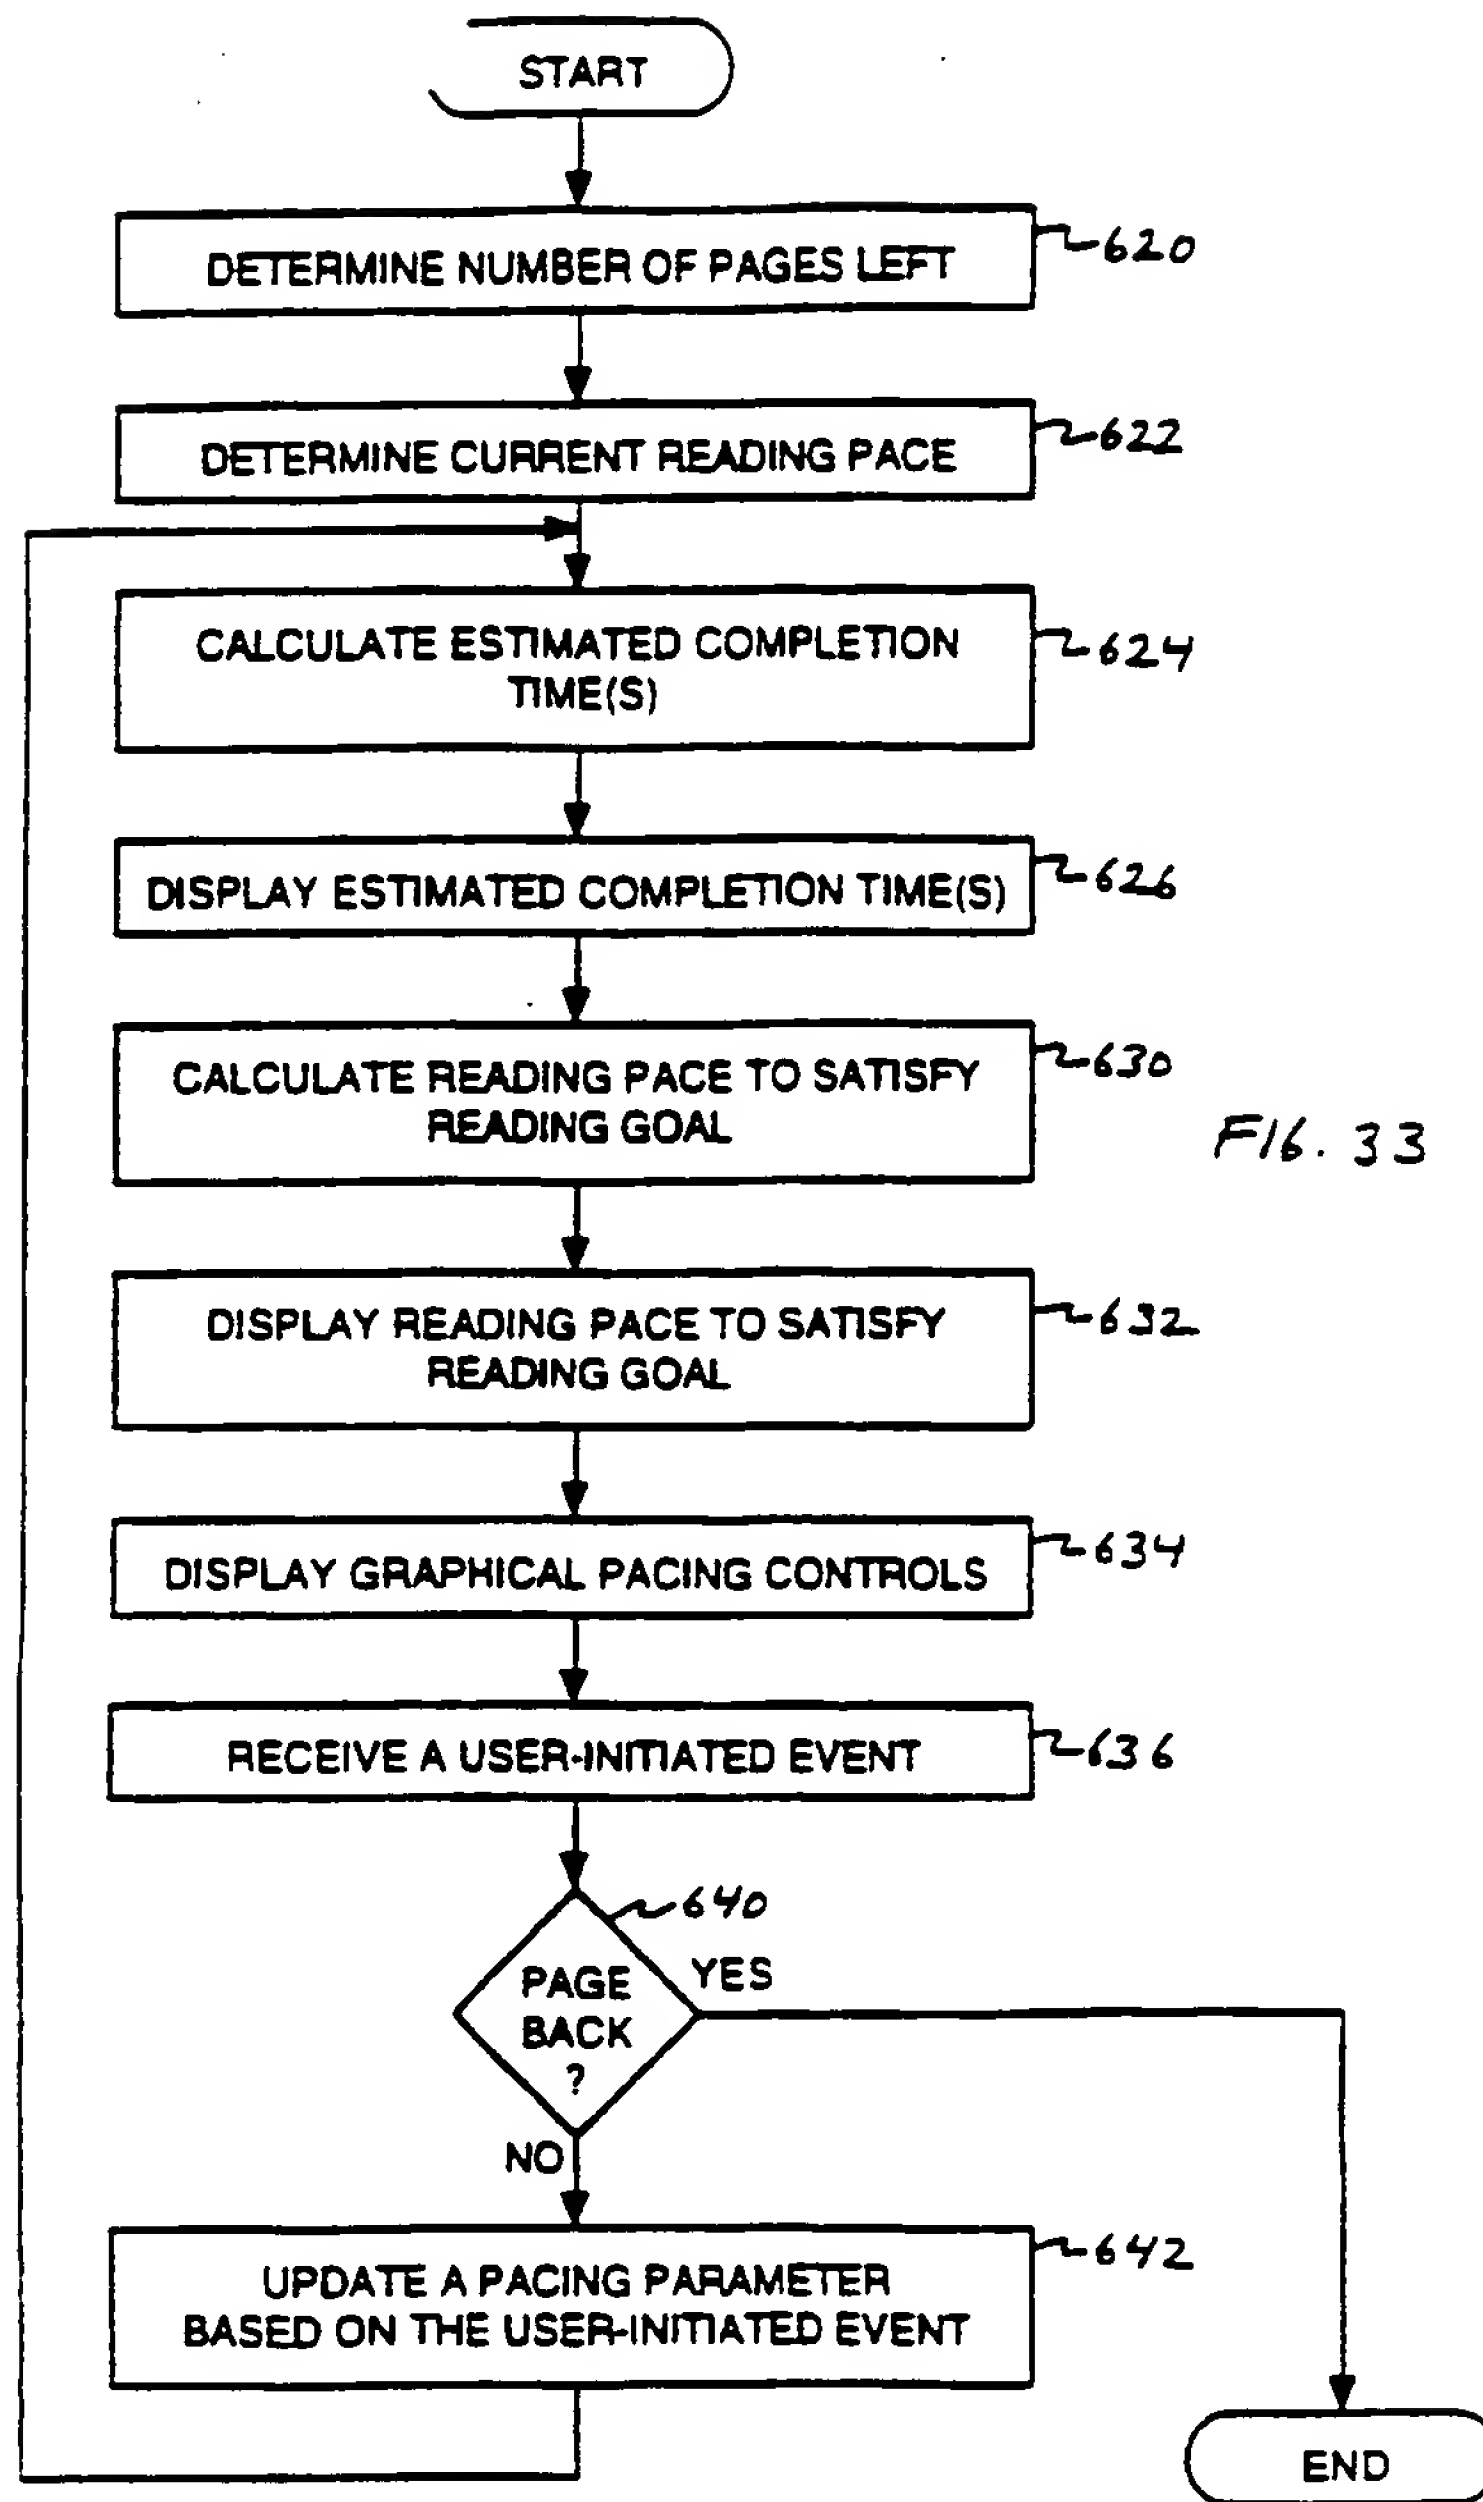 START
DETERMINE NUMBER OF PAGES LEFT
620
DETERMINE CURRENT READING PACE
622
CALCULATE ESTIMATED COMPLETION
TIME(S)
624
DISPLAY ESTIMATED COMPLETION TIME(S)
626
CALCULATE READING PACE TO SATISFY
READING GOAL
630
FIG. 33
DISPLAY READING PACE TO SATISFY
READING GOAL
632
DISPLAY GRAPHICAL PACING CONTROLS
634
RECEIVE A USER-INITIATED EVENT
636
640
PAGE
BACK
?
YES
NO
UPDATE A PACING PARAMETER
BASED ON THE USER-INITIATED EVENT
642
END